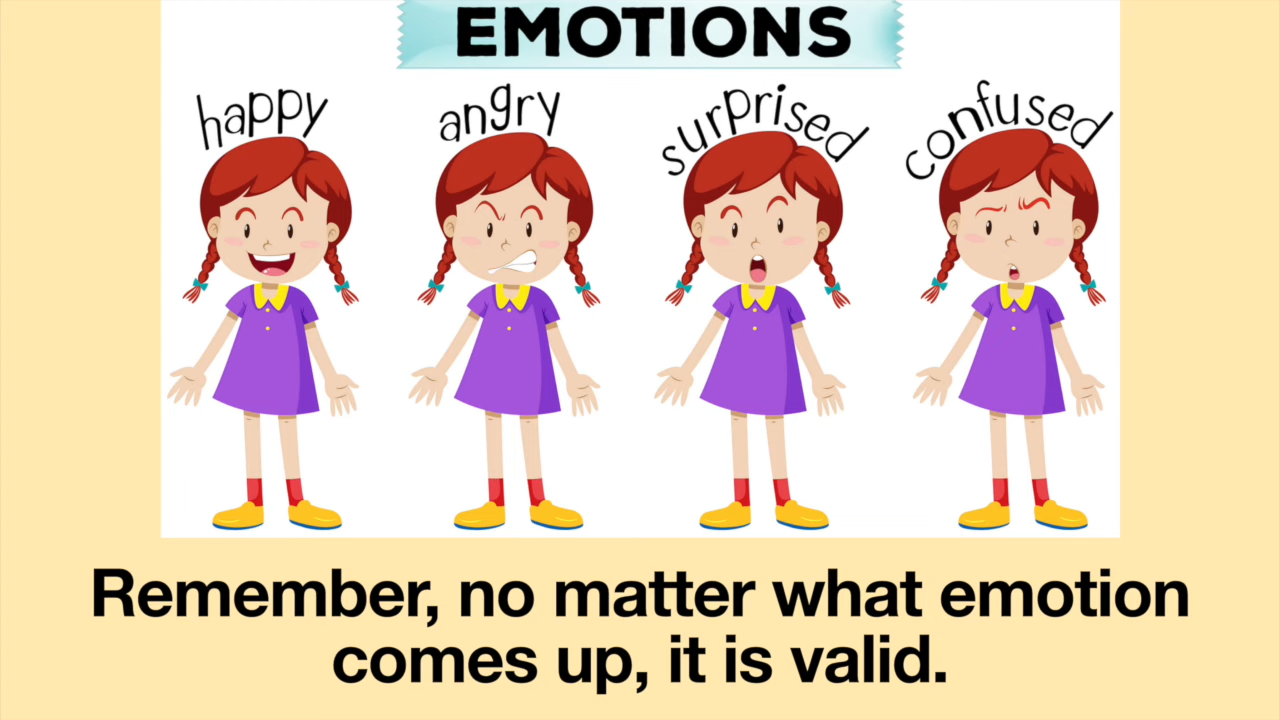 EMOTIONS
happy angry surprised confused
Remember, no matter what emotion
comes up, it is valid.